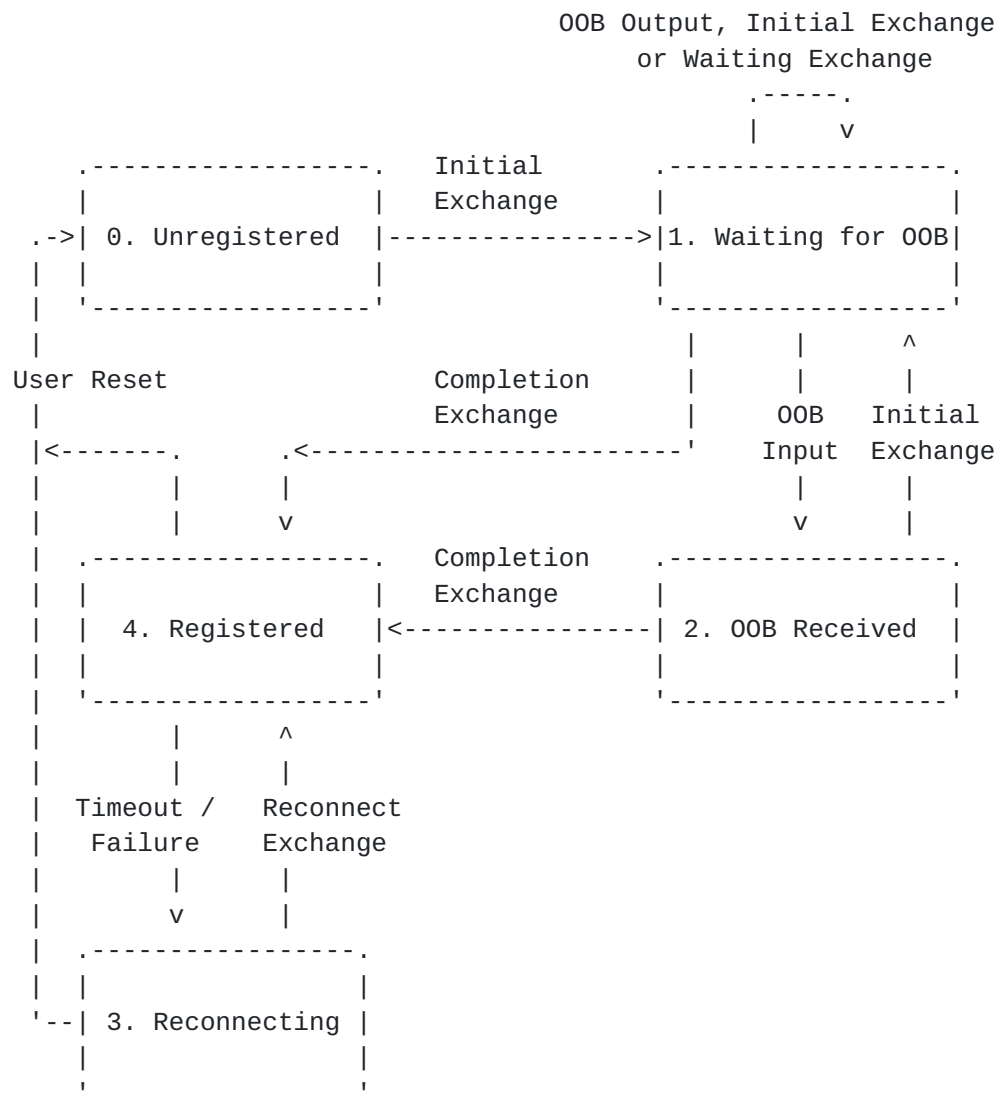 OOB Output, Initial Exchange
or Waiting Exchange
Initial
Exchange
0. Unregistered
1. Waiting for OOB
User Reset
Completion
Exchange
OOB
Input
Initial
Exchange
Completion
Exchange
4. Registered
2. OOB Received
Timeout /
Failure
Reconnect
Exchange
3. Reconnecting